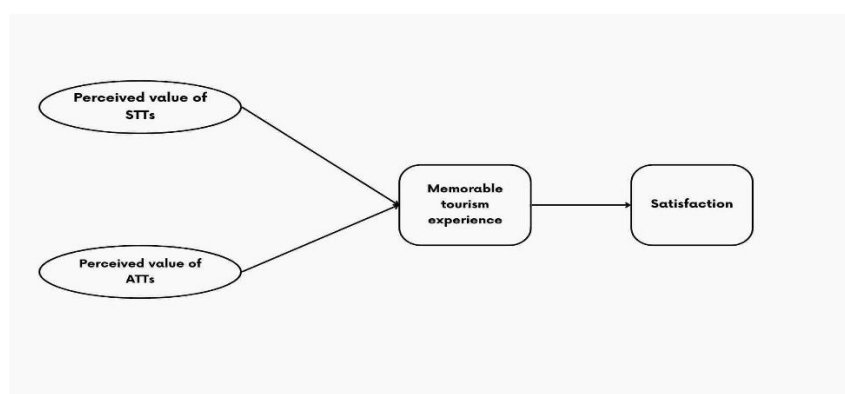 Perceived value of
STTs
Memorable
tourism
experience
Satisfaction
Perceived value of
ATTs